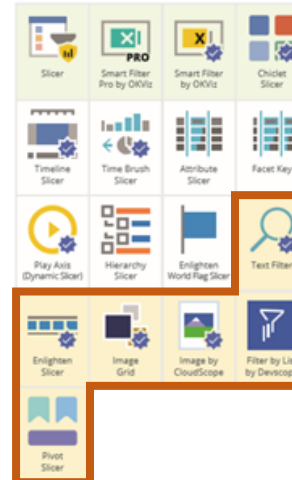 Slicer
PRO
Smart Filter
Pro by OKViz
Smart Filter
by OKViz
Chiclet
Slicer
Timeline
Slicer
Time Brush
Slicer
Attribute
Slicer
Facet Key
Play Axis
(Dynamic Slicer)
Hierarchy
Slicer
Enlighten
World Flag Slicer
Text Filter
Enlighten
Slicer
Image
Grid
Image by
CloudScope
Filter by List
by Devscope
Pivot
Slicer